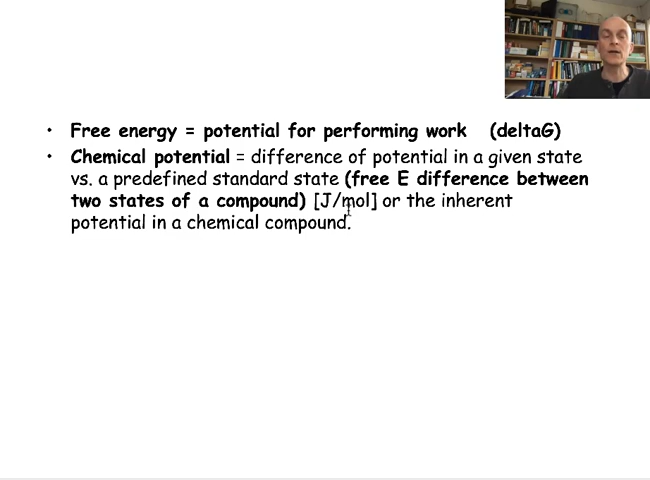 • Free energy = potential for performing work (deltaG)
• Chemical potential = difference of potential in a given state
vs. a predefined standard state (free E difference between
two states of a compound) [J/mol] or the inherent
potential in a chemical compound.